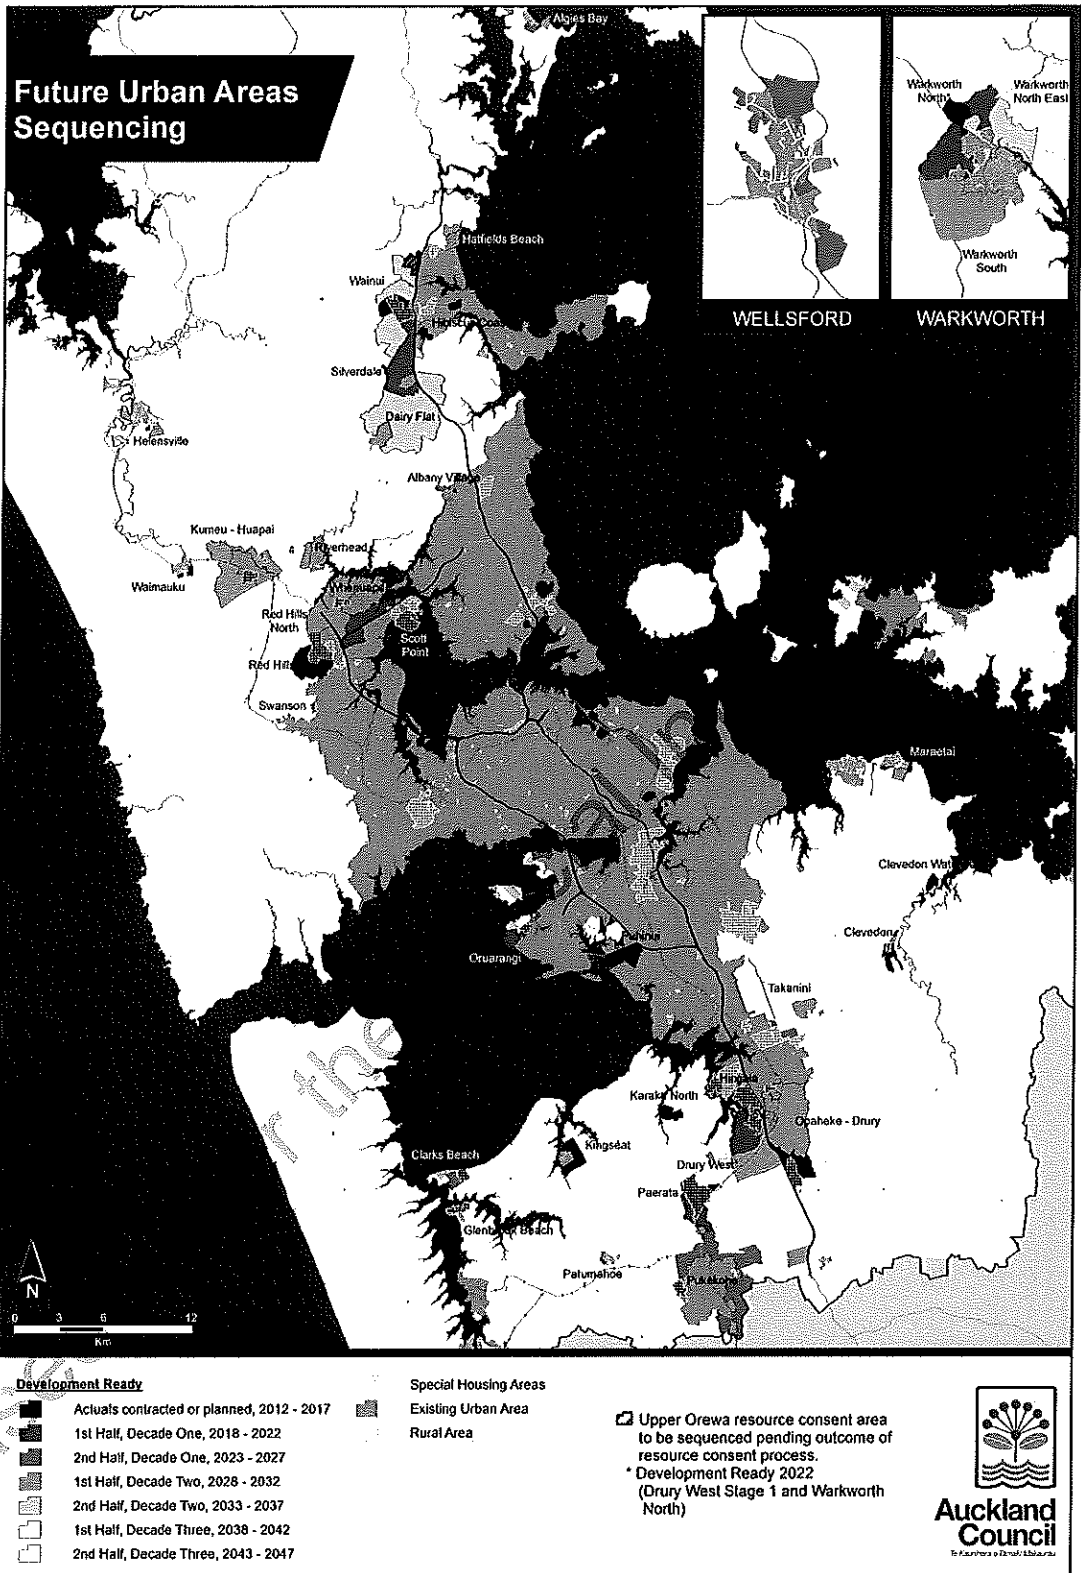 Future Urban Areas
Sequencing
Algies Bay
Warkworth
North*
Warkworth
North East
Warkworth
South
WELLSFORD
WARKWORTH
Hatfields Beach
Wainui
Silverdale
Dairy Flat
Helensville
Albany Village
Kumeu - Huapai
Riverhead
Waimauku
Whenuapai
Red Hills
North
Scott
Point
Red Hills
Swanson
Maraetai
Clevedon
Puhinui
Oruarangi
Takanini
Hingaia
Karaka North
Opaheke - Drury
Kingseat
Clarks Beach
Drury West
Paerata
Glenbrook Beach
Patumahoe
Pukekohe
N
0 3 6 12
Km
r the
Development Ready
Actuals contracted or planned, 2012 - 2017
1st Half, Decade One, 2018 - 2022
2nd Half, Decade One, 2023 - 2027
1st Half, Decade Two, 2028 - 2032
2nd Half, Decade Two, 2033 - 2037
1st Half, Decade Three, 2038 - 2042
2nd Half, Decade Three, 2043 - 2047
Special Housing Areas
Existing Urban Area
Rural Area
Upper Orewa resource consent area
to be sequenced pending outcome of
resource consent process.
* Development Ready 2022
(Drury West Stage 1 and Warkworth
North)
Auckland
Council